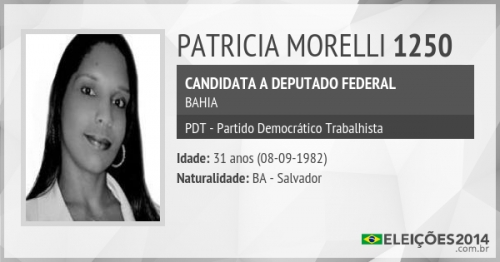 PATRICIA MORELLI 1250
CANDIDATA A DEPUTADO FEDERAL
BAHIA
PDT - Partido Democrático Trabalhista
Idade: 31 anos (08-09-1982)
Naturalidade: BA - Salvador
ELEIÇÕES2014
.com.br